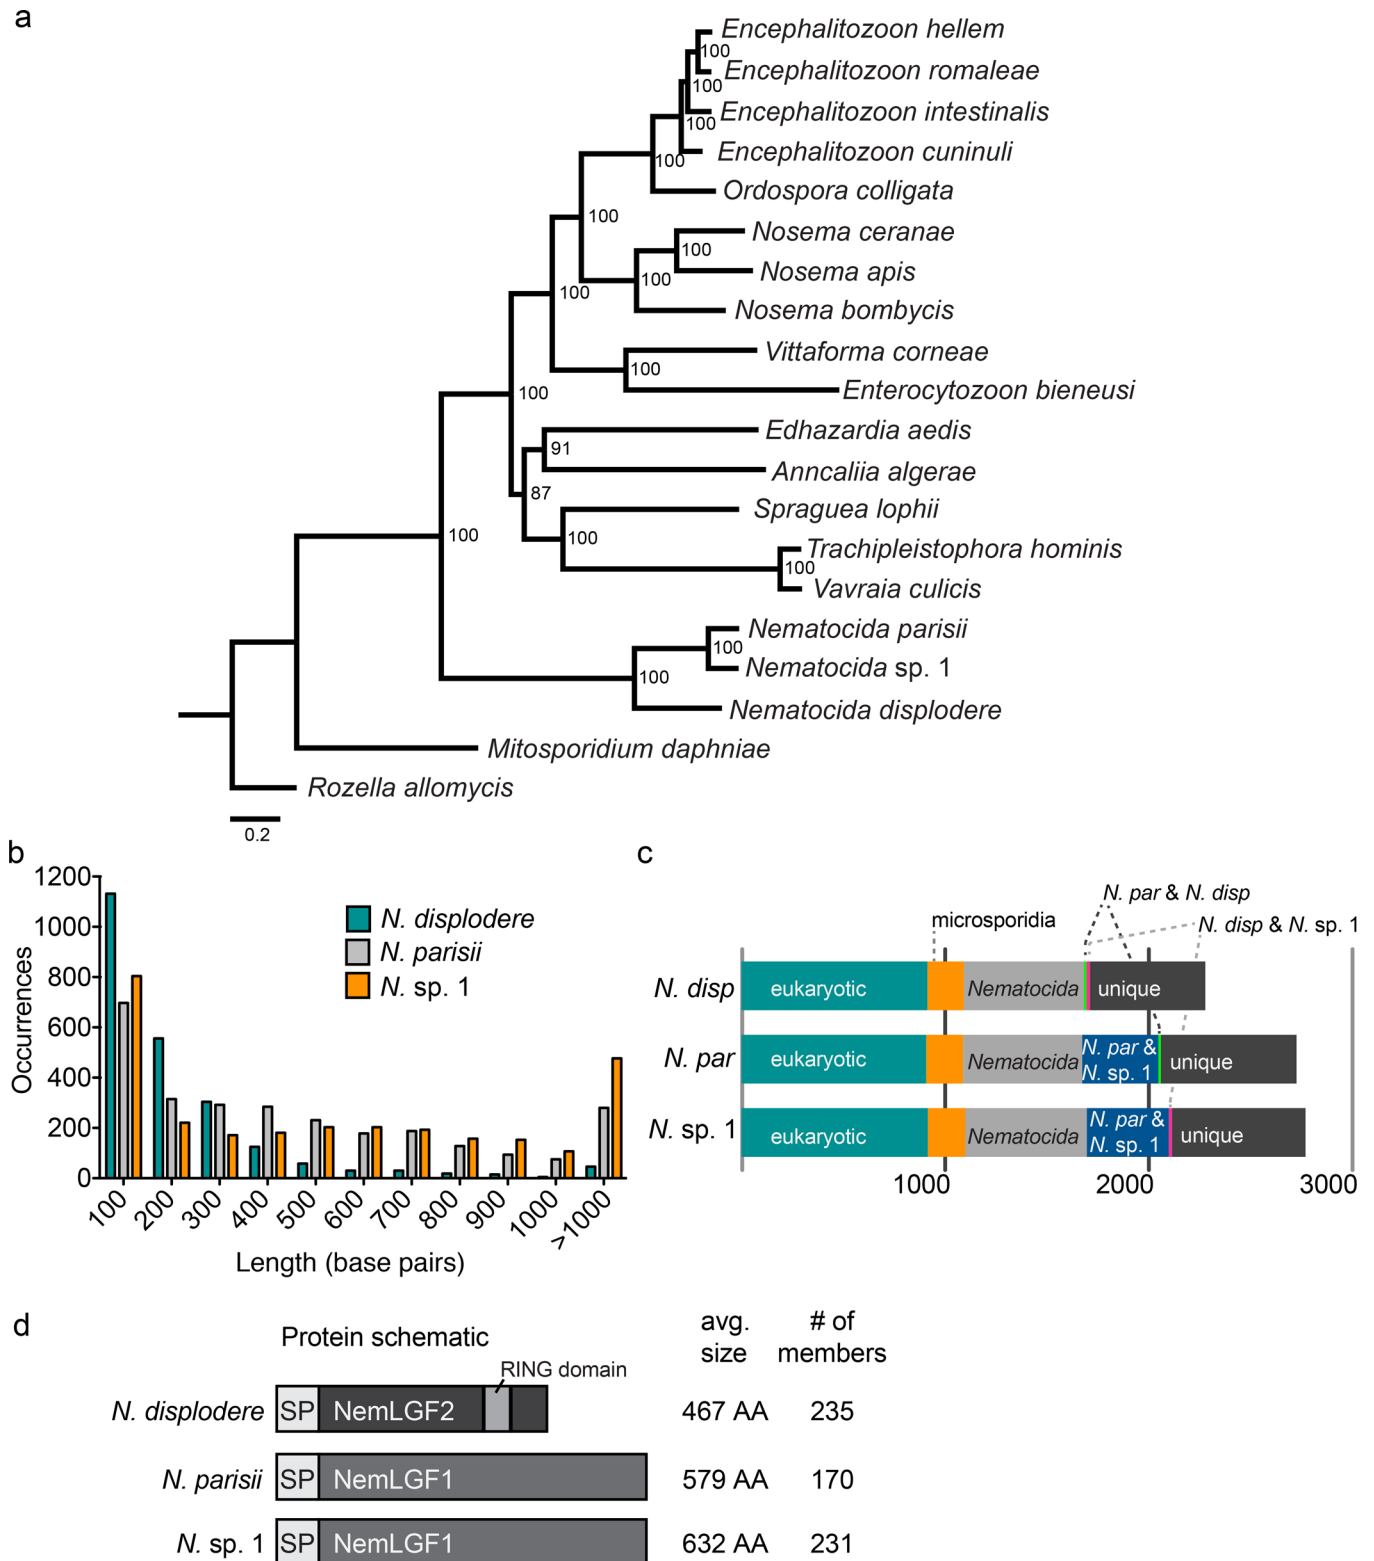 a
Encephalitozoon hellem
100
Encephalitozoon romaleae
100
Encephalitozoon intestinalis
100
Encephalitozoon cuninuli
100
Ordospora colligata
100
Nosema ceranae
100
Nosema apis
100
Nosema bombycis
100
Vittaforma corneae
100
Enterocytozoon bieneusi
100
Edhazardia aedis
91
Anncaliia algerae
87
Spraguea lophii
100
Trachipleistophora hominis
100
Vavraia culicis
100
Nematocida parisii
100
Nematocida sp. 1
100
Nematocida displodere
Mitosporidium daphniae
Rozella allomycis
0.2
b
Occurrences
1200
1000
800
600
400
200
0
N. displodere
N. parisii
N. sp. 1
100
200
300
400
500
600
700
800
900
1000
>1000
Length (base pairs)
c
N. par & N. disp
microsporidia
N. disp & N. sp. 1
N. disp
eukaryotic
Nematocida
unique
N. par
eukaryotic
Nematocida
N. par &
N. sp. 1
unique
N. sp. 1
eukaryotic
Nematocida
N. par &
N. sp. 1
unique
1000
2000
3000
d
Protein schematic
avg.
size
# of
members
RING domain
N. displodere
SP
NemLGF2
467 AA
235
N. parisii
SP
NemLGF1
579 AA
170
N. sp. 1
SP
NemLGF1
632 AA
231